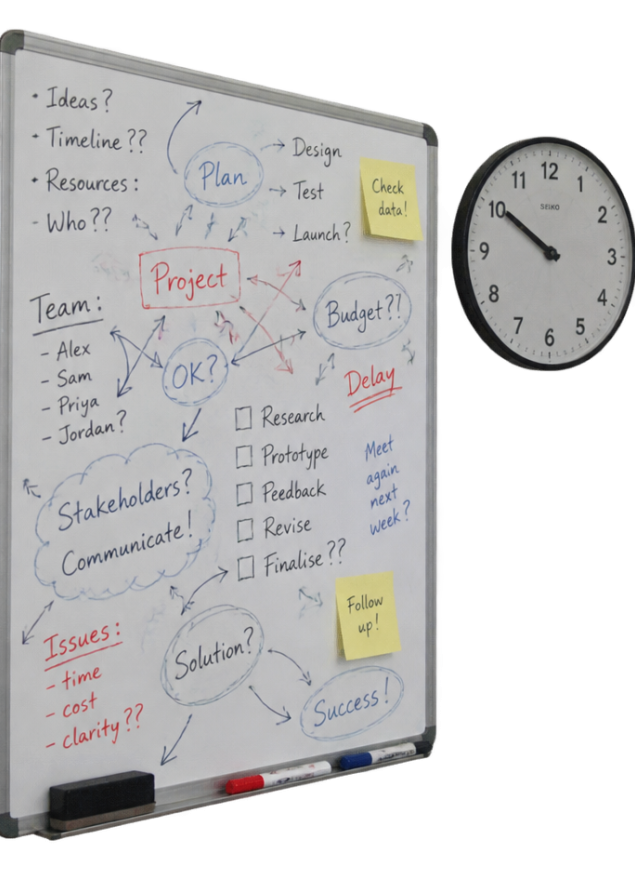 • Ideas?
• Timeline ??
• Resources :
- Who??
Plan
→ Design
→ Test
→ Launch?
Check
data!
Project
Team :
- Alex
- Sam
- Priya
- Jordan?
OK?
Budget??
Delay
Research
Prototype
Peedback
Revise
Finalise ??
Meet
again
next
week?
Stakeholders?
Communicate!
Follow
up!
Issues :
- time
- cost
- clarity??
Solution?
Success!
12
1
2
3
4
5
6
7
8
9
10
11
SEIKO